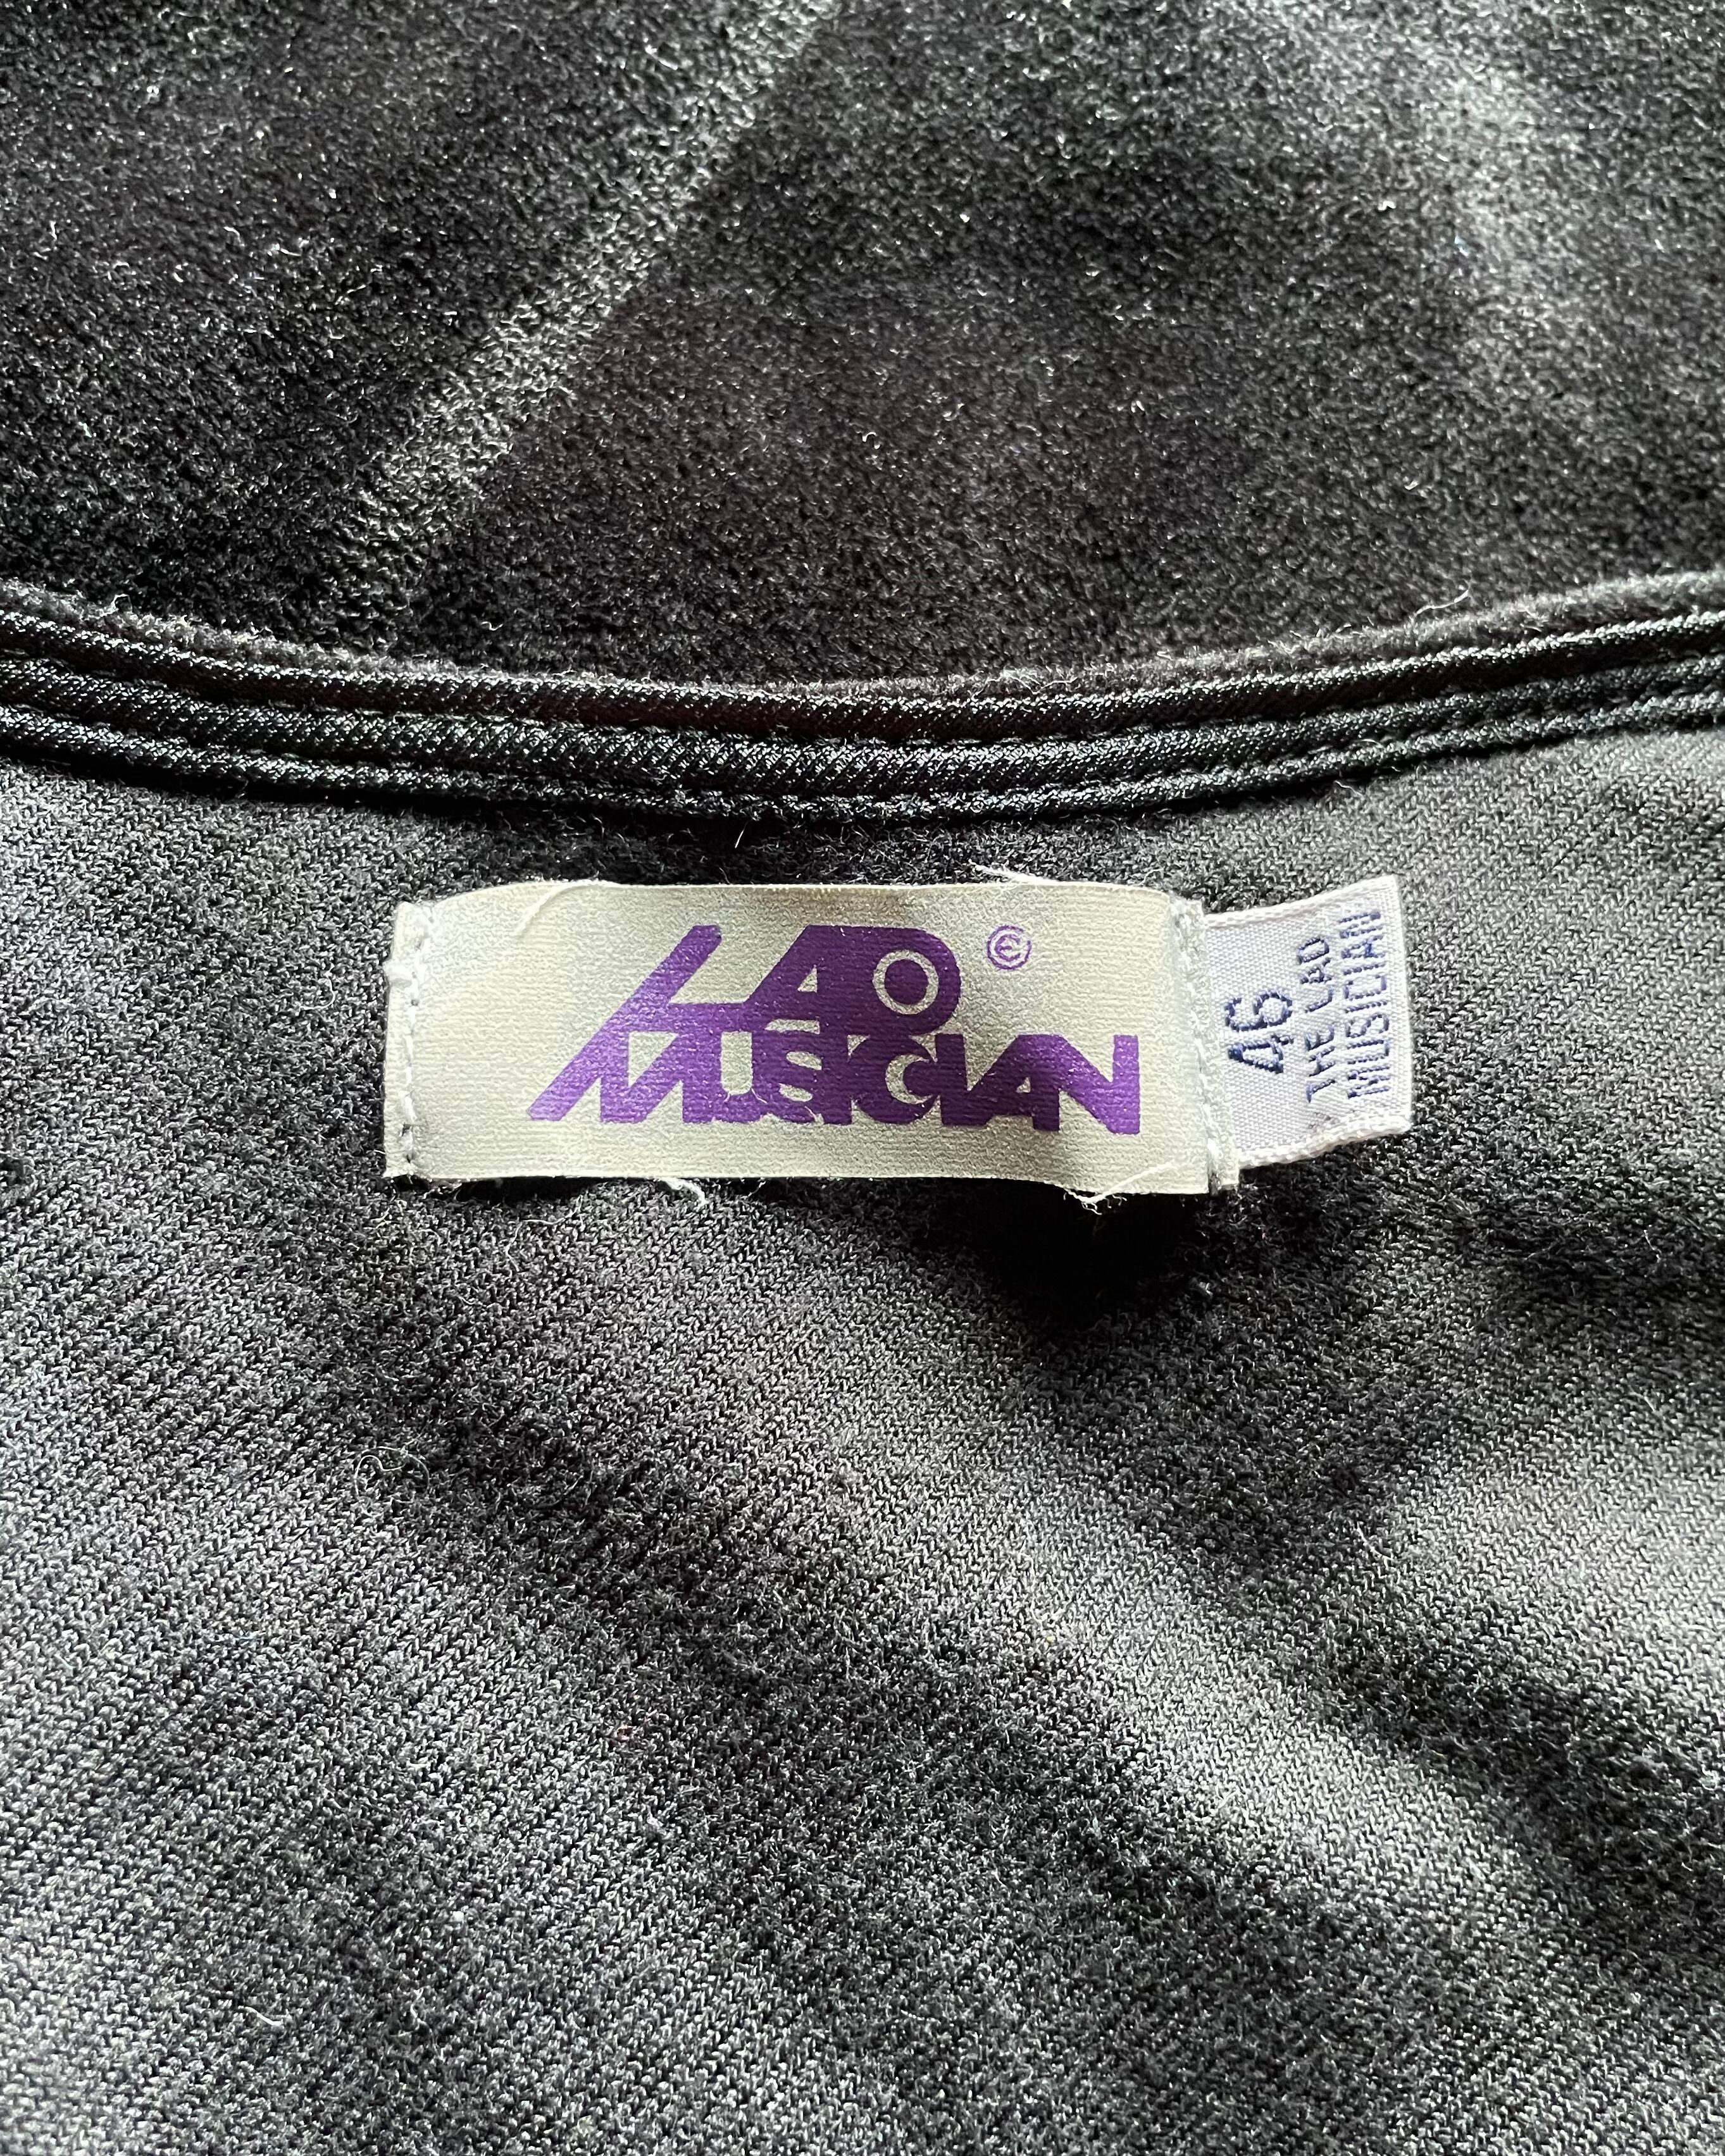 LAD ©
MUSICIAN
46
THE LAD
MUSICIAN